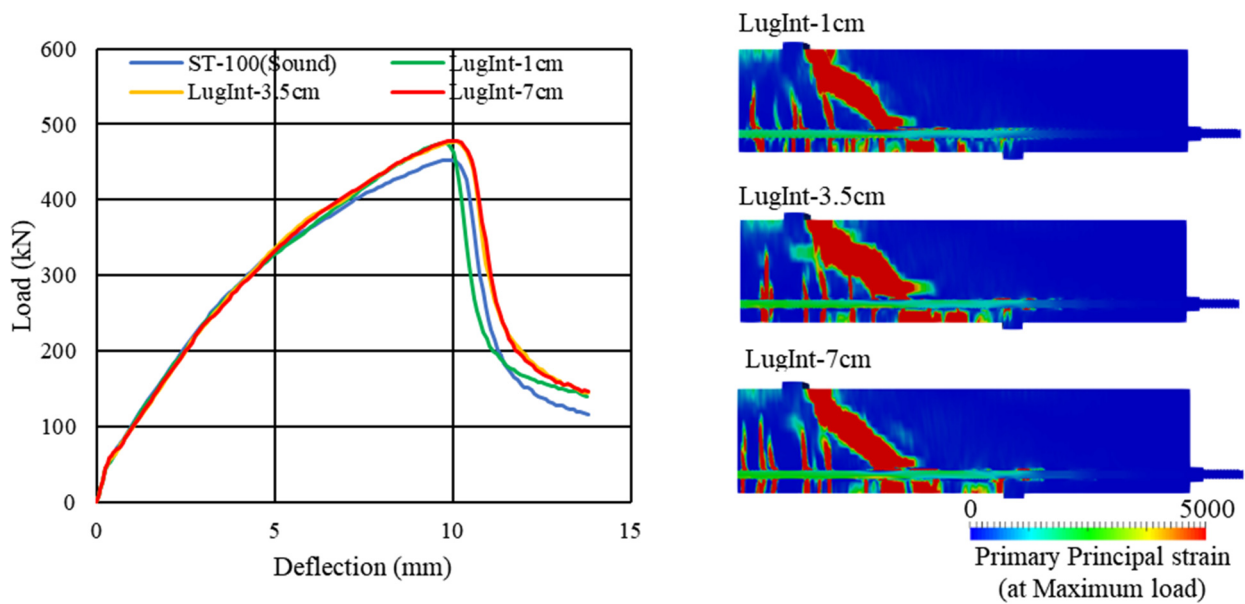 600
500
400
300
200
100
0
Load (kN)
ST-100(Sound)
LugInt-1cm
LugInt-3.5cm
LugInt-7cm
0
5
10
15
Deflection (mm)
LugInt-1cm
LugInt-3.5cm
LugInt-7cm
0
5000
Primary Principal strain
(at Maximum load)